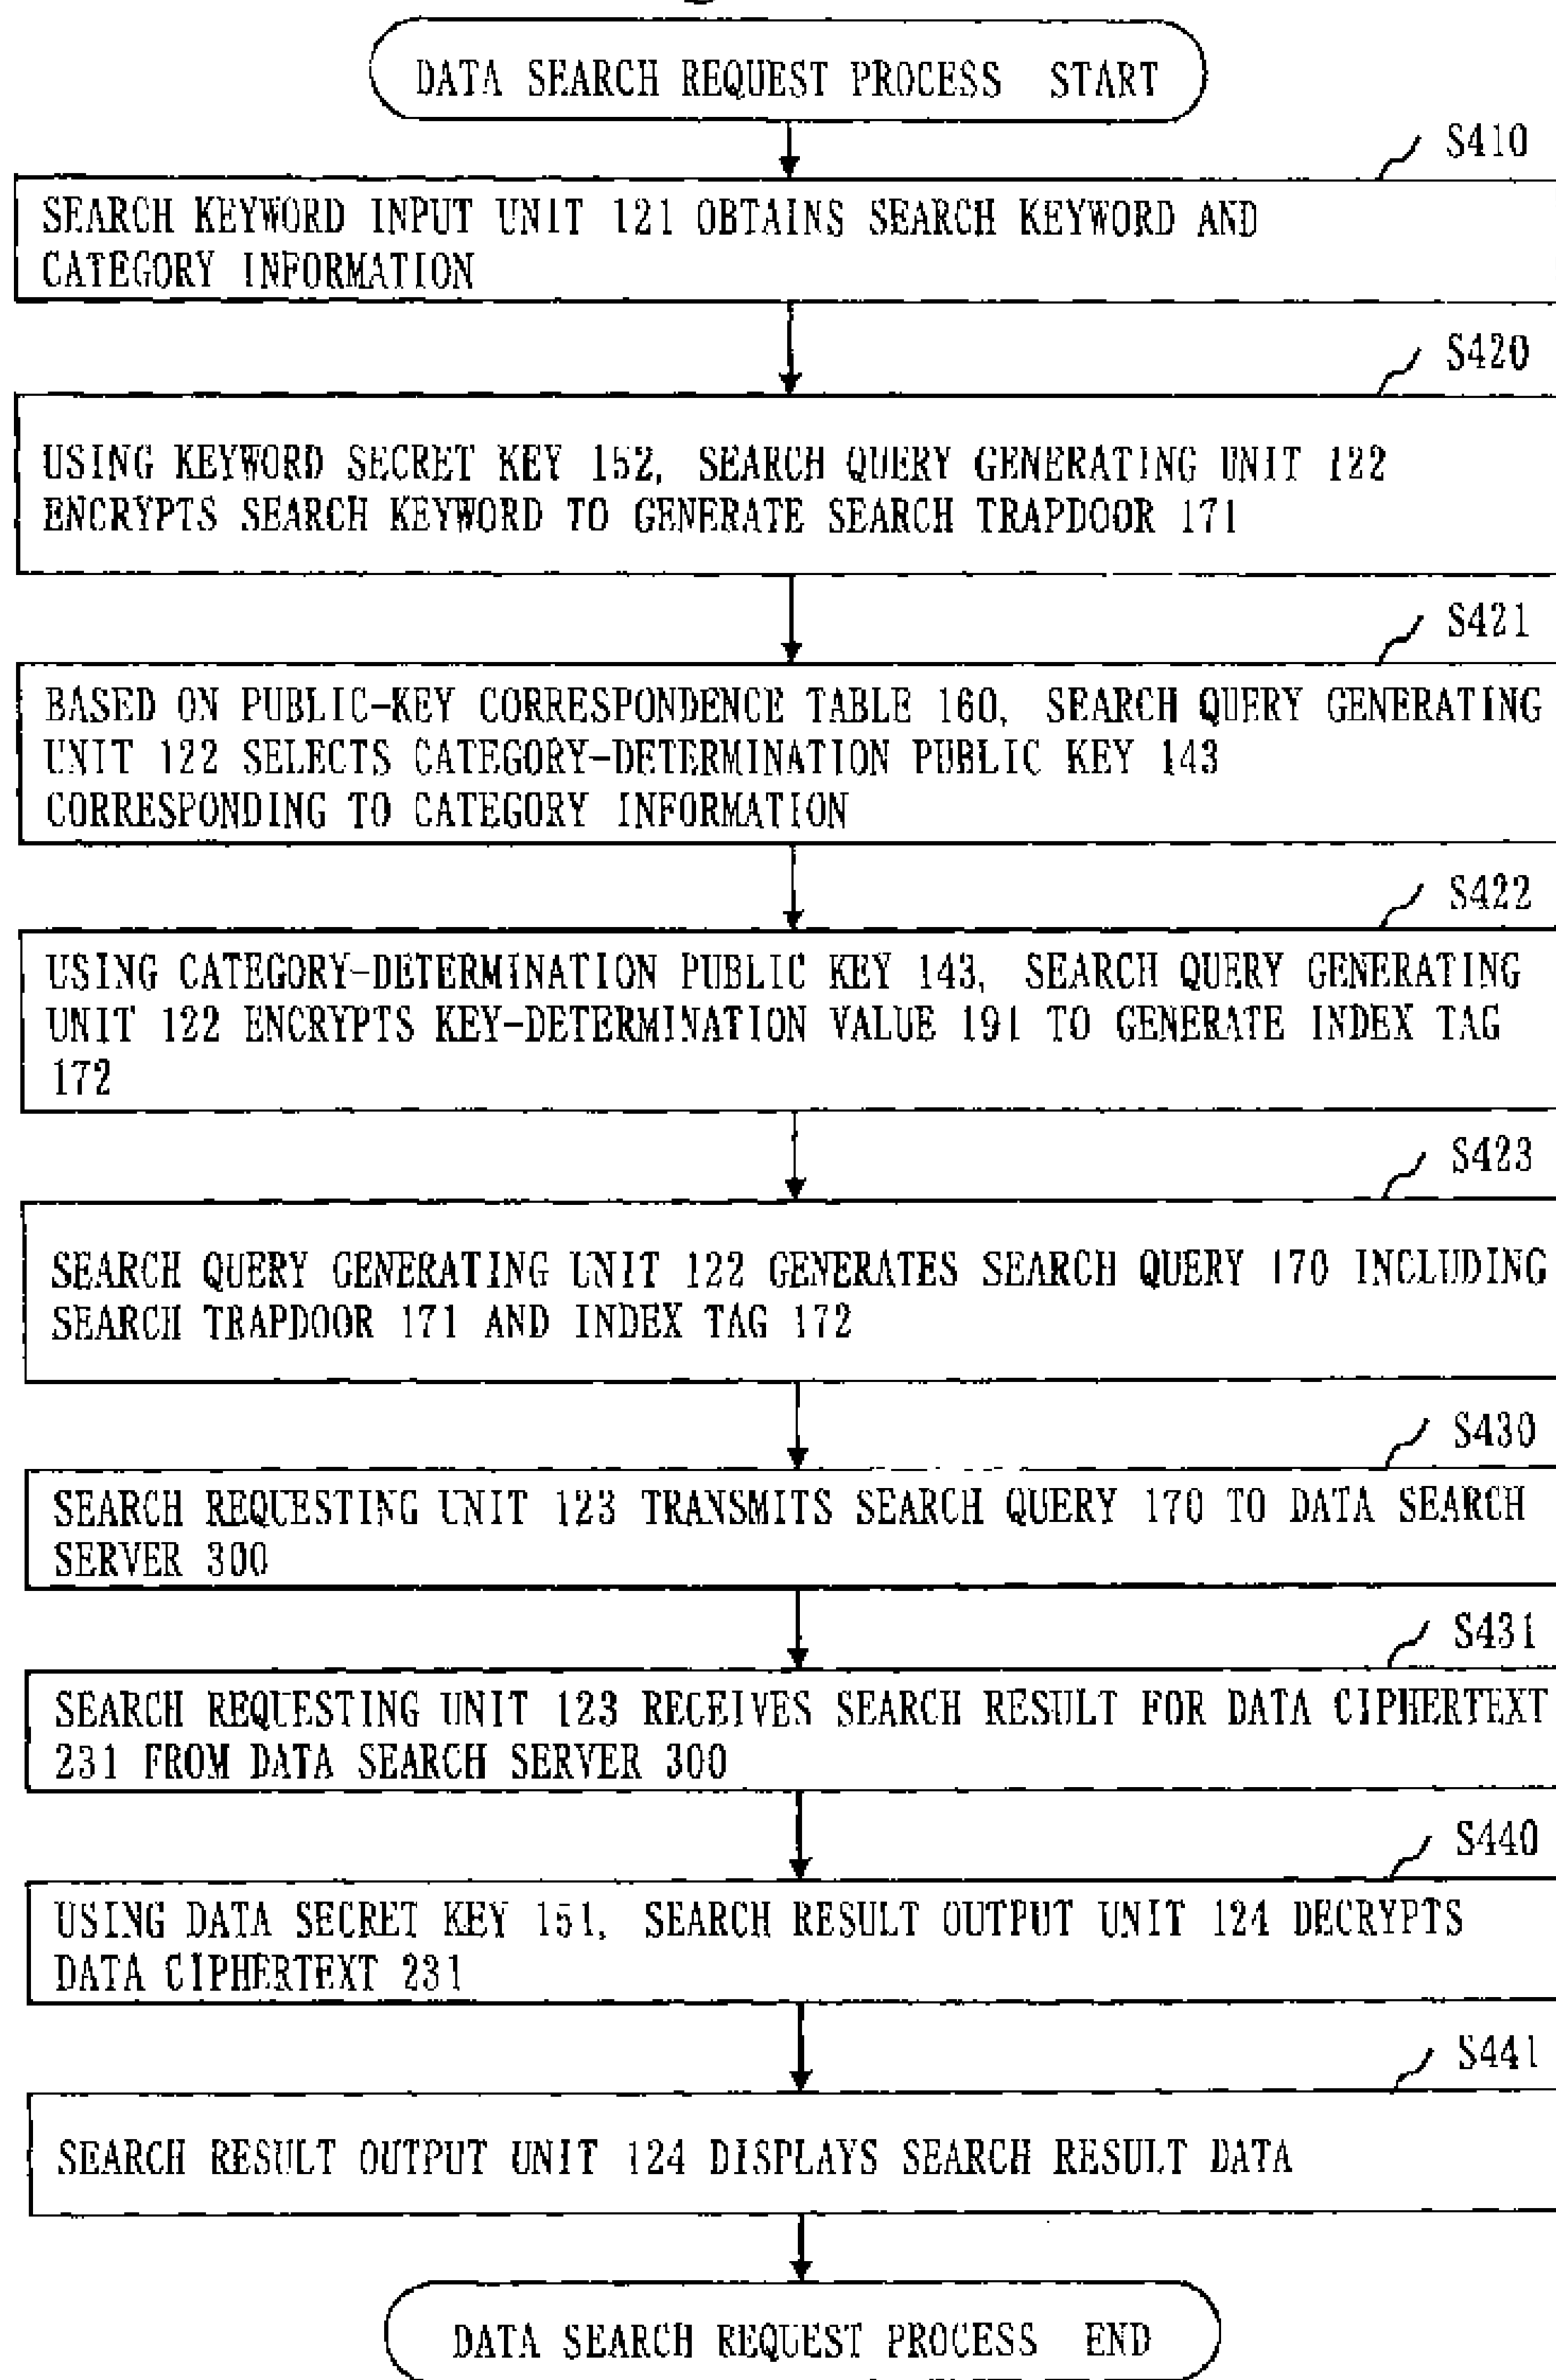 DATA SEARCH REQUEST PROCESS START
S410
SEARCH KEYWORD INPUT UNIT 121 OBTAINS SEARCH KEYWORD AND
CATEGORY INFORMATION
S420
USING KEYWORD SECRET KEY 152, SEARCH QUERY GENERATING UNIT 122
ENCRYPTS SEARCH KEYWORD TO GENERATE SEARCH TRAPDOOR 171
S421
BASED ON PUBLIC-KEY CORRESPONDENCE TABLE 160, SEARCH QUERY GENERATING
UNIT 122 SELECTS CATEGORY-DETERMINATION PUBLIC KEY 143
CORRESPONDING TO CATEGORY INFORMATION
S422
USING CATEGORY-DETERMINATION PUBLIC KEY 143, SEARCH QUERY GENERATING
UNIT 122 ENCRYPTS KEY-DETERMINATION VALUE 191 TO GENERATE INDEX TAG
172
S423
SEARCH QUERY GENERATING UNIT 122 GENERATES SEARCH QUERY 170 INCLUDING
SEARCH TRAPDOOR 171 AND INDEX TAG 172
S430
SEARCH REQUESTING UNIT 123 TRANSMITS SEARCH QUERY 170 TO DATA SEARCH
SERVER 300
S431
SEARCH REQUESTING UNIT 123 RECEIVES SEARCH RESULT FOR DATA CIPHERTEXT
231 FROM DATA SEARCH SERVER 300
S440
USING DATA SECRET KEY 151, SEARCH RESULT OUTPUT UNIT 124 DECRYPTS
DATA CIPHERTEXT 231
S441
SEARCH RESULT OUTPUT UNIT 124 DISPLAYS SEARCH RESULT DATA
DATA SEARCH REQUEST PROCESS END